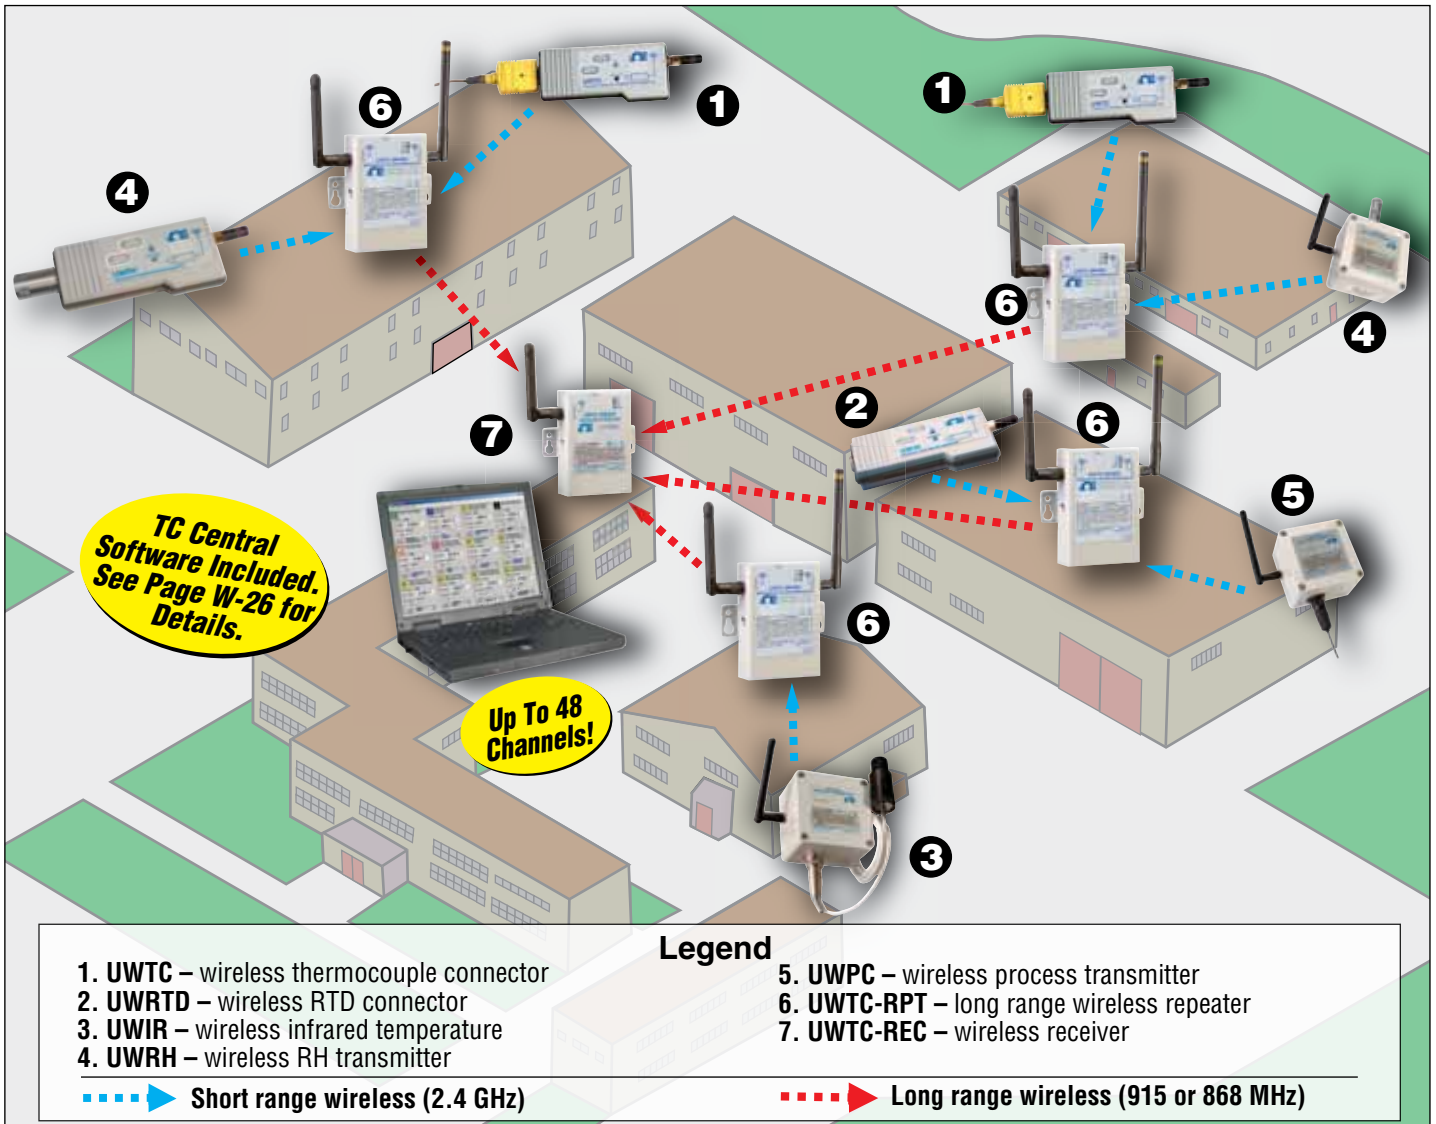 6
1
1
4
6
4
7
2
6
5
TC Central
Software Included.
See Page W-26 for
Details.
6
Up To 48
Channels!
3
Legend
1. UWTC – wireless thermocouple connector
2. UWRTD – wireless RTD connector
3. UWIR – wireless infrared temperature
4. UWRH – wireless RH transmitter
5. UWPC – wireless process transmitter
6. UWTC-RPT – long range wireless repeater
7. UWTC-REC – wireless receiver
Short range wireless (2.4 GHz)
Long range wireless (915 or 868 MHz)